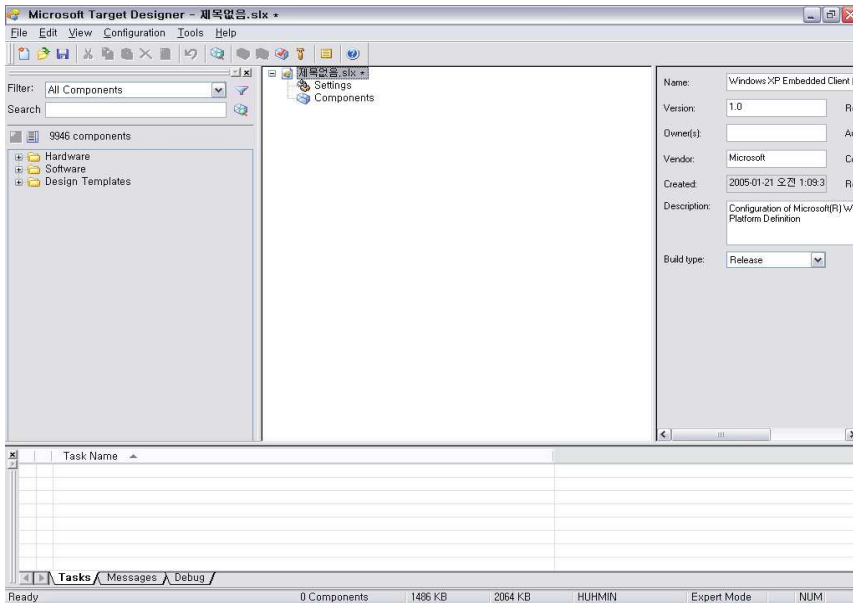 Microsoft Target Designer - 제목없음.slx *
File Edit View Configuration Tools Help
Filter: All Components
Search
9946 components
Hardware
Software
Design Templates
제목없음.slx *
Settings
Components
Name: Windows XP Embedded Client
Version: 1.0
Owner(s):
Vendor: Microsoft
Created: 2005-01-21 오전 1:09:3
Description: Configuration of Microsoft(R) W
Platform Definition
Build type: Release
Task Name
Tasks Messages Debug
Ready 0 Components 1486 KB 2064 KB HUHMIN Expert Mode NUM